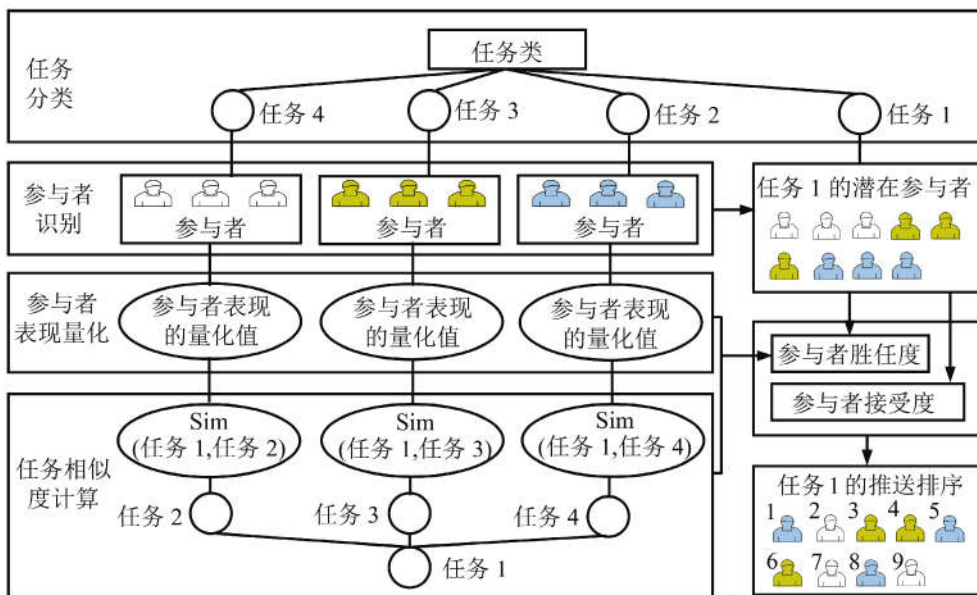 任务
分类
任务类
任务 4
任务 3
任务 2
任务 1
参与者
识别
参与者
参与者
参与者
任务 1 的潜在参与者
参与者
表现量化
参与者表现
的量化值
参与者表现
的量化值
参与者表现
的量化值
参与者胜任度
参与者接受度
任务相似
度计算
Sim
(任务 1,任务 2)
Sim
(任务 1,任务 3)
Sim
(任务 1,任务 4)
任务 2
任务 3
任务 4
任务 1
任务1 的推送排序
1 2 3 4 5
6 7 8 9